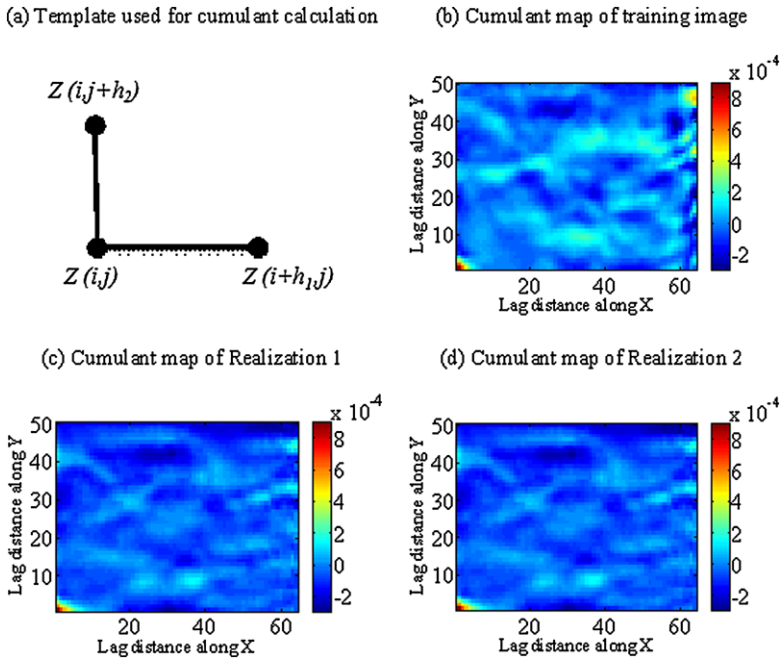 (a) Template used for cumulant calculation
(b) Cumulant map of training image
Z (i,j+h2)
Z (i,j)
Z (i+h1,j)
x 10-4
50
40
30
20
10
20
40
60
8
6
4
2
0
-2
Lag distance along Y
Lag distance along X
(c) Cumulant map of Realization 1
(d) Cumulant map of Realization 2
x 10-4
50
40
30
20
10
20
40
60
8
6
4
2
0
-2
Lag distance along Y
Lag distance along X
x 10-4
50
40
30
20
10
20
40
60
8
6
4
2
0
-2
Lag distance along Y
Lag distance along X